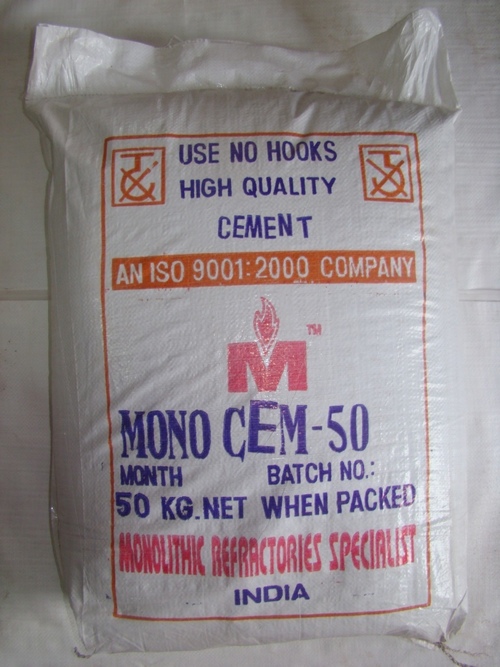 USE NO HOOKS
HIGH QUALITY
CEMENT
AN ISO 9001:2000 COMPANY
M TM
MONO CEM-50
MONTH BATCH NO.:
50 KG.NET WHEN PACKED
MONOLITHIC REFRACTORIES SPECIALIST
INDIA